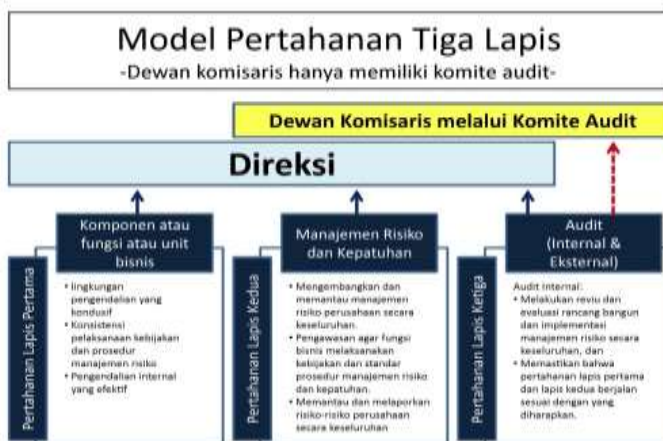 Model Pertahanan Tiga Lapis
-Dewan komisaris hanya memiliki komite audit-
Dewan Komisaris melalui Komite Audit
Direksi
Pertahanan Lapis Pertama
Komponen atau
fungsi atau unit
bisnis
• lingkungan
pengendalian yang
kondusif
• Konsistensi
pelaksanaan kebijakan
dan prosedur
manajemen risiko
• Pengendalian internal
yang efektif
Pertahanan Lapis Kedua
Manajemen Risiko
dan Kepatuhan
• Mengembangkan dan
memantau manajemen
risiko perusahaan secara
keseluruhan.
• Pengawasan agar fungsi
bisnis melaksanakan
kebijakan dan standar
prosedur manajemen risiko
dan kepatuhan.
• Memantau dan melaporkan
risiko-risiko perusahaan
secara keseluruhan
Pertahanan Lapis Ketiga
Audit
(Internal &
Eksternal)
Audit Internal:
• Melakukan reviu dan
evaluasi rancang bangun
dan implementasi
manajemen risiko secara
keseluruhan, dan
• Memastikan bahwa
pertahanan lapis pertama
dan lapis kedua berjalan
sesuai dengan yang
diharapkan.